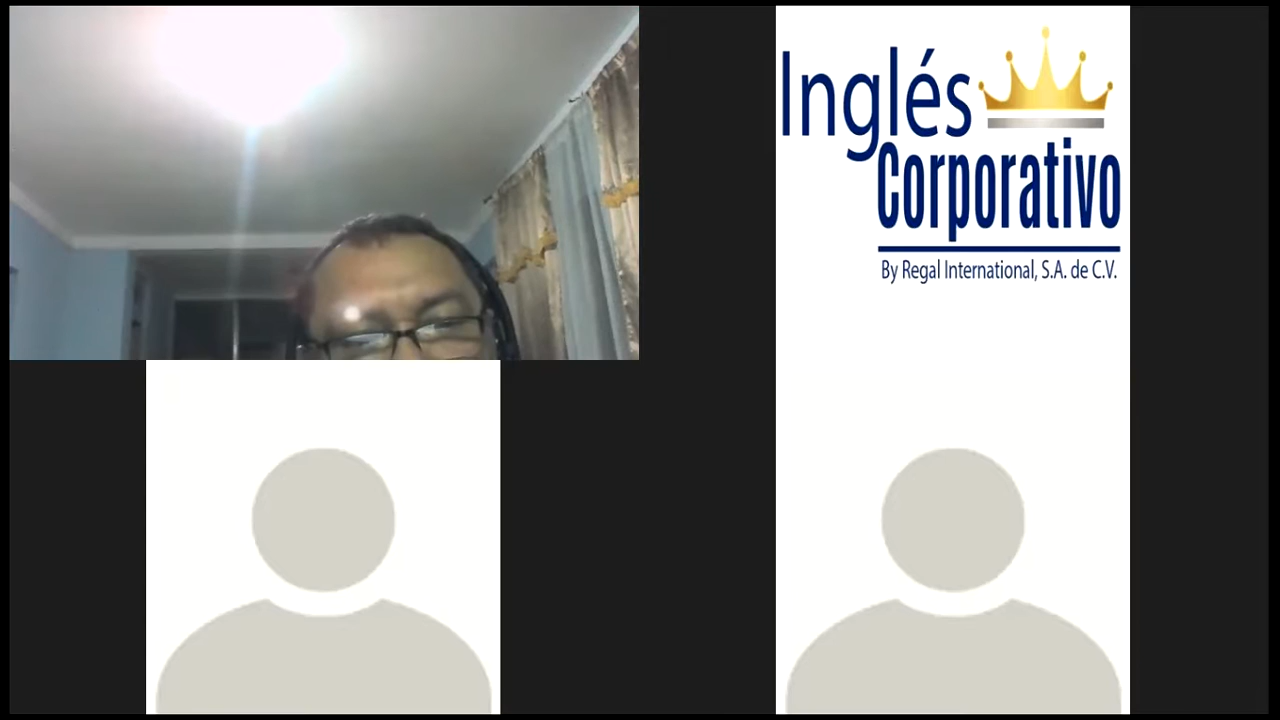 Inglés
Corporativo
By Regal International, S.A. de C.V.